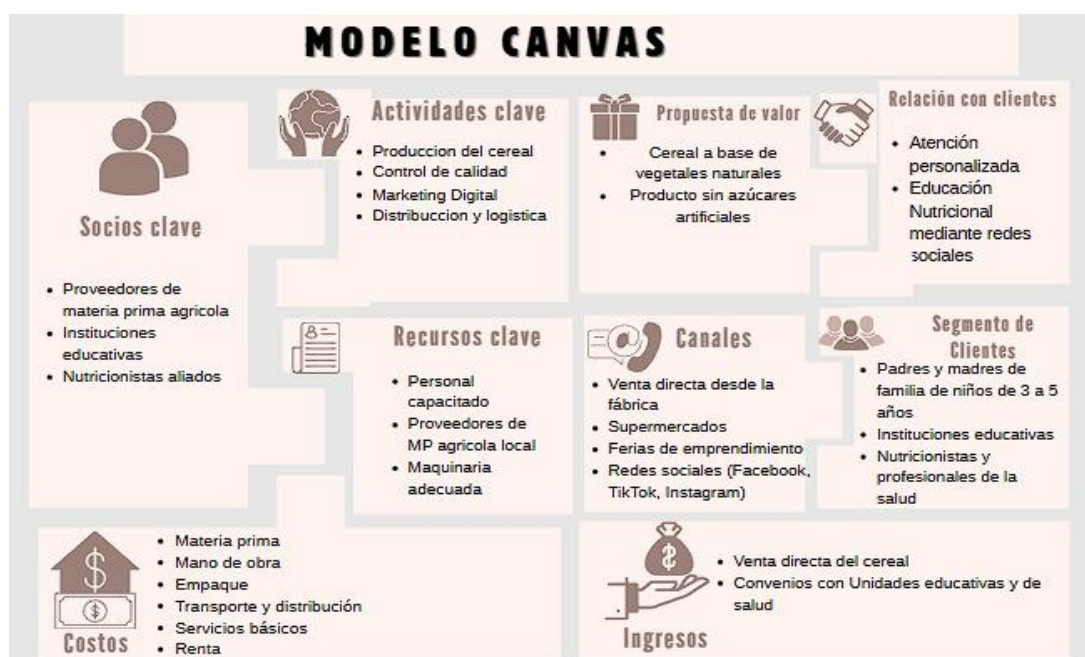 MODELO CANVAS
Socios clave
• Proveedores de
materia prima agricola
• Instituciones
educativas
• Nutricionistas aliados
Actividades clave
• Produccion del cereal
• Control de calidad
• Marketing Digital
• Distribuccion y logistica
Recursos clave
• Personal
capacitado
• Proveedores de
MP agricola local
• Maquinaria
adecuada
Propuesta de valor
• Cereal a base de
vegetales naturales
• Producto sin azúcares
artificiales
Relación con clientes
• Atención
personalizada
• Educación
Nutricional
mediante redes
sociales
Canales
• Venta directa desde la
fábrica
• Supermercados
• Ferias de emprendimiento
• Redes sociales (Facebook,
TikTok, Instagram)
Segmento de
Clientes
• Padres y madres de
familia de niños de 3 a 5
años
• Instituciones educativas
• Nutricionistas y
profesionales de la
salud
Costos
• Materia prima
• Mano de obra
• Empaque
• Transporte y distribución
• Servicios básicos
• Renta
Ingresos
• Venta directa del cereal
• Convenios con Unidades educativas y de
salud